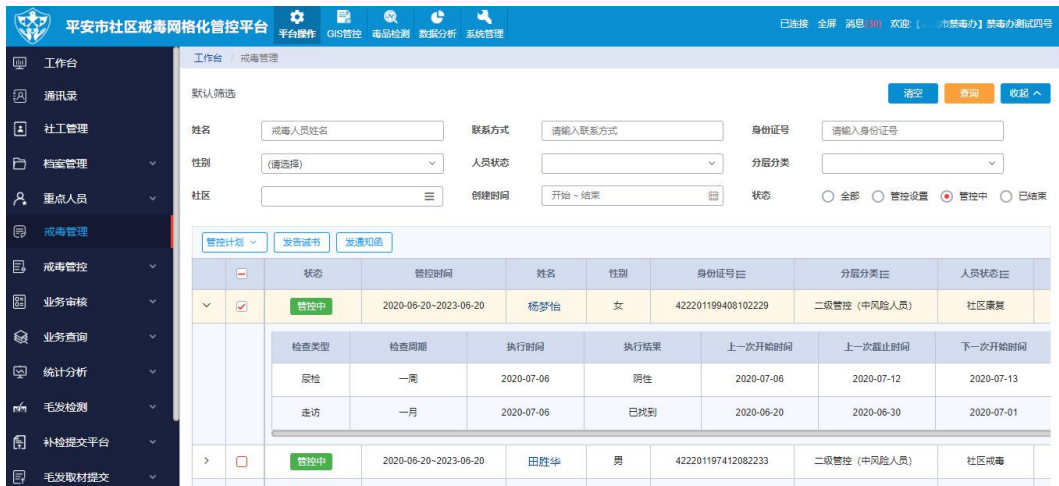 平安市社区戒毒网格化管控平台 平台操作 GIS管控 毒品检测 数据分析 系统管理 已连接 全屏 消息(30) 欢迎: [ 市禁毒办] 禁毒办测试四号
工作台
通讯录
社工管理
档案管理
重点人员
戒毒管理
戒毒管控
业务审核
业务查询
统计分析
毛发检测
补检提交平台
毛发取材提交
工作台 / 戒毒管理
默认筛选 清空 查询 收起
姓名 戒毒人员姓名 联系方式 请输入联系方式 身份证号 请输入身份证号
性别 (请选择) 人员状态 分层分类
社区 创建时间 开始 ~ 结束 状态 全部 管控设置 管控中 已结束
管控计划 发告诫书 发通知函
状态 管控时间 姓名 性别 身份证号 分层分类 人员状态
管控中 2020-06-20~2023-06-20 杨梦怡 女 422201199408102229 二级管控（中风险人员） 社区康复
检查类型 检查周期 执行时间 执行结果 上一次开始时间 上一次截止时间 下一次开始时间
尿检 一周 2020-07-06 阴性 2020-07-06 2020-07-12 2020-07-13
走访 一月 2020-07-06 已找到 2020-06-20 2020-06-30 2020-07-01
管控中 2020-06-20~2023-06-20 田胜华 男 422201197412082233 二级管控（中风险人员） 社区戒毒